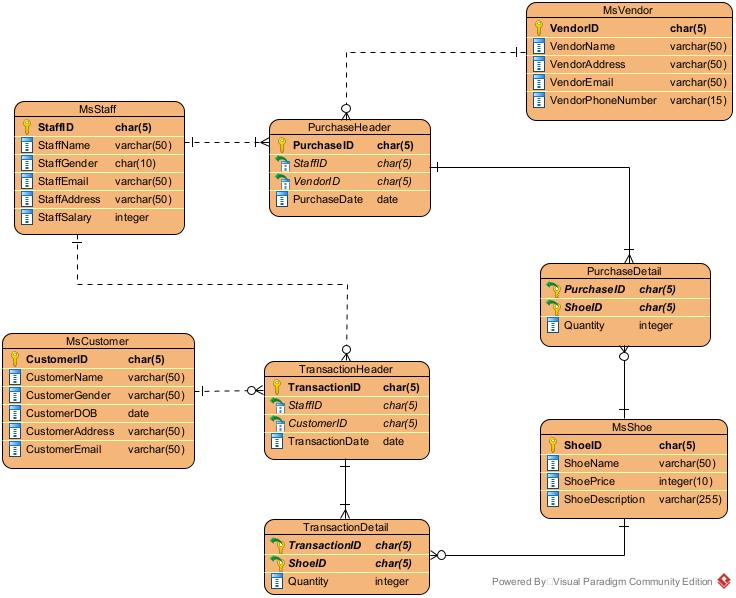 MsVendor
VendorID char(5)
VendorName varchar(50)
VendorAddress varchar(50)
VendorEmail varchar(50)
VendorPhoneNumber varchar(15)
MsStaff
StaffID char(5)
StaffName varchar(50)
StaffGender char(10)
StaffEmail varchar(50)
StaffAddress varchar(50)
StaffSalary integer
PurchaseHeader
PurchaseID char(5)
StaffID char(5)
VendorID char(5)
PurchaseDate date
PurchaseDetail
PurchaseID char(5)
ShoeID char(5)
Quantity integer
MsCustomer
CustomerID char(5)
CustomerName varchar(50)
CustomerGender varchar(50)
CustomerDOB date
CustomerAddress varchar(50)
CustomerEmail varchar(50)
TransactionHeader
TransactionID char(5)
StaffID char(5)
CustomerID char(5)
TransactionDate date
MsShoe
ShoeID char(5)
ShoeName varchar(50)
ShoePrice integer(10)
ShoeDescription varchar(255)
TransactionDetail
TransactionID char(5)
ShoeID char(5)
Quantity integer
Powered By Visual Paradigm Community Edition